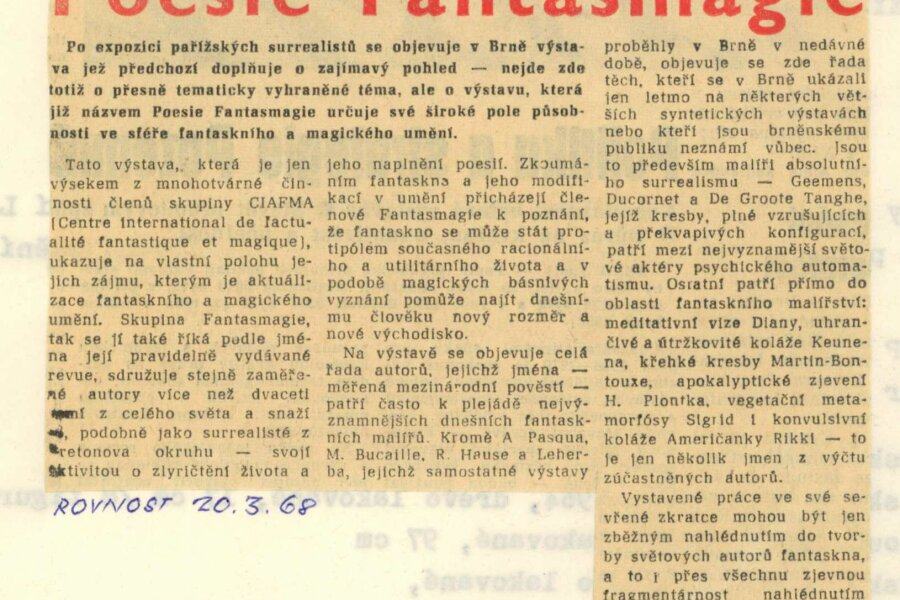 Poesie Fantasmagie
Po expozici pařížských surrealistů se objevuje v Brně výsta-
va jež předchozí doplňuje o zajímavý pohled — nejde zde
totiž o přesně tematicky vyhraněné téma, ale o výstavu, která
již názvem Poesie Fantasmagie určuje své široké pole působ-
nosti ve sféře fantaskního a magického umění.
Tato výstava, která je jen
výsekem z mnohotvárné čin-
nosti členů skupiny CIAFMA
(Centre international de l'actu-
alité fantastique et magique),
ukazuje na vlastní polohu je-
jich zájmu, kterým je aktuáli-
zace fantaskního a magického
umění. Skupina Fantasmagie,
tak se jí také říká podle jmé-
na její pravidelně vydávané
revue, sdružuje stejně zaměře-
né autory více než dvaceti
zemí z celého světa a snaží
podobně jako surrealisté z
Bretonova okruhu — svojí
aktivitou o zlyričtění života a
jeho naplnění poesií. Zkoumá-
ním fantaskna a jeho modifi-
kací v umění přicházejí čle-
nové Fantasmagie k poznání,
že fantaskno se může stát pro-
tipólem současného racionální-
ho a utilitárního života a v
podobě magických básnivých
vyznání pomůže najít dnešní-
mu člověku nový rozměr a
nové východisko.
Na výstavě se objevuje celá
řada autorů, jejichž jména —
měřená mezinárodní pověstí —
patří často k plejádě nejvý-
znamnějších dnešních fantask-
ních malířů. Kromě A Pasqua,
M. Bucaille, R. Hause a Leher-
ba, jejichž samostatné výstavy
proběhly v Brně v nedávné
době, objevuje se zde řada
těch, kteří se v Brně ukázali
jen letmo na některých vět-
ších syntetických výstavách
nebo kteří jsou brněnskému
publiku neznámí vůbec. Jsou
to především malíři absolutní-
ho surrealismu — Geemens,
Ducornet a De Groote Tanghe,
jejíž kresby, plné vzrušujících
a překvapivých konfigurací,
patří mezi nejvýznamnější světo-
vé aktéry psychického automa-
tismu. Ostatní patří přímo do
oblasti fantaskního malířství:
meditativní vize Diany, uhran-
čivé a útržkovité koláže Keune-
na, křehké kresby Martin-Bon-
touxe, apokalyptické zjevení
H. Plontka, vegetační meta-
morfósy Sigrid i konvulsivní
koláže Američanky Rikki — to
je jen několik jmen z výčtu
zúčastněných autorů.
Vystavené práce ve své se-
vřené zkratce mohou být jen
zběžným nahlédnutím do tvor-
by světových autorů fantaskna,
a to i přes všechnu zjevnou
fragmentárnost nahlédnutím
ROVNOST 20.3.68